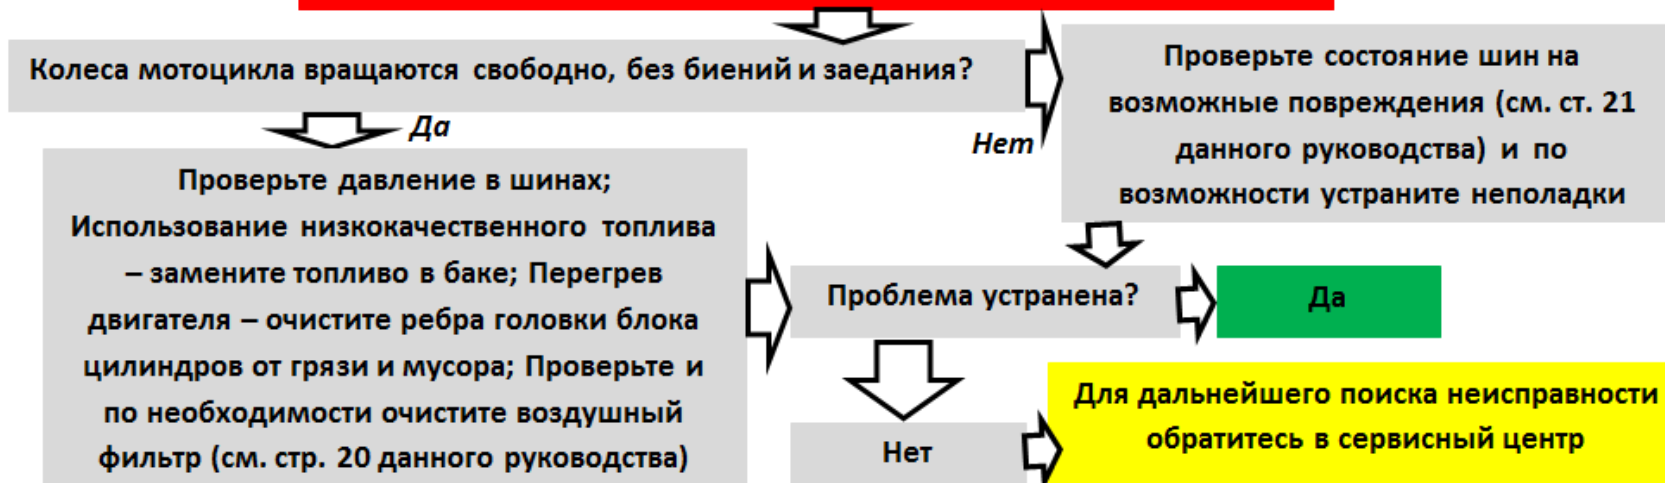 Колеса мотоцикла вращаются свободно, без биений и заедания?
Да
Нет
Проверьте состояние шин на
возможные повреждения (см. ст. 21
данного руководства) и по
возможности устраните неполадки
Проверьте давление в шинах;
Использование низкокачественного топлива
– замените топливо в баке; Перегрев
двигателя – очистите ребра головки блока
цилиндров от грязи и мусора; Проверьте и
по необходимости очистите воздушный
фильтр (см. стр. 20 данного руководства)
Проблема устранена?
Да
Нет
Для дальнейшего поиска неисправности
обратитесь в сервисный центр